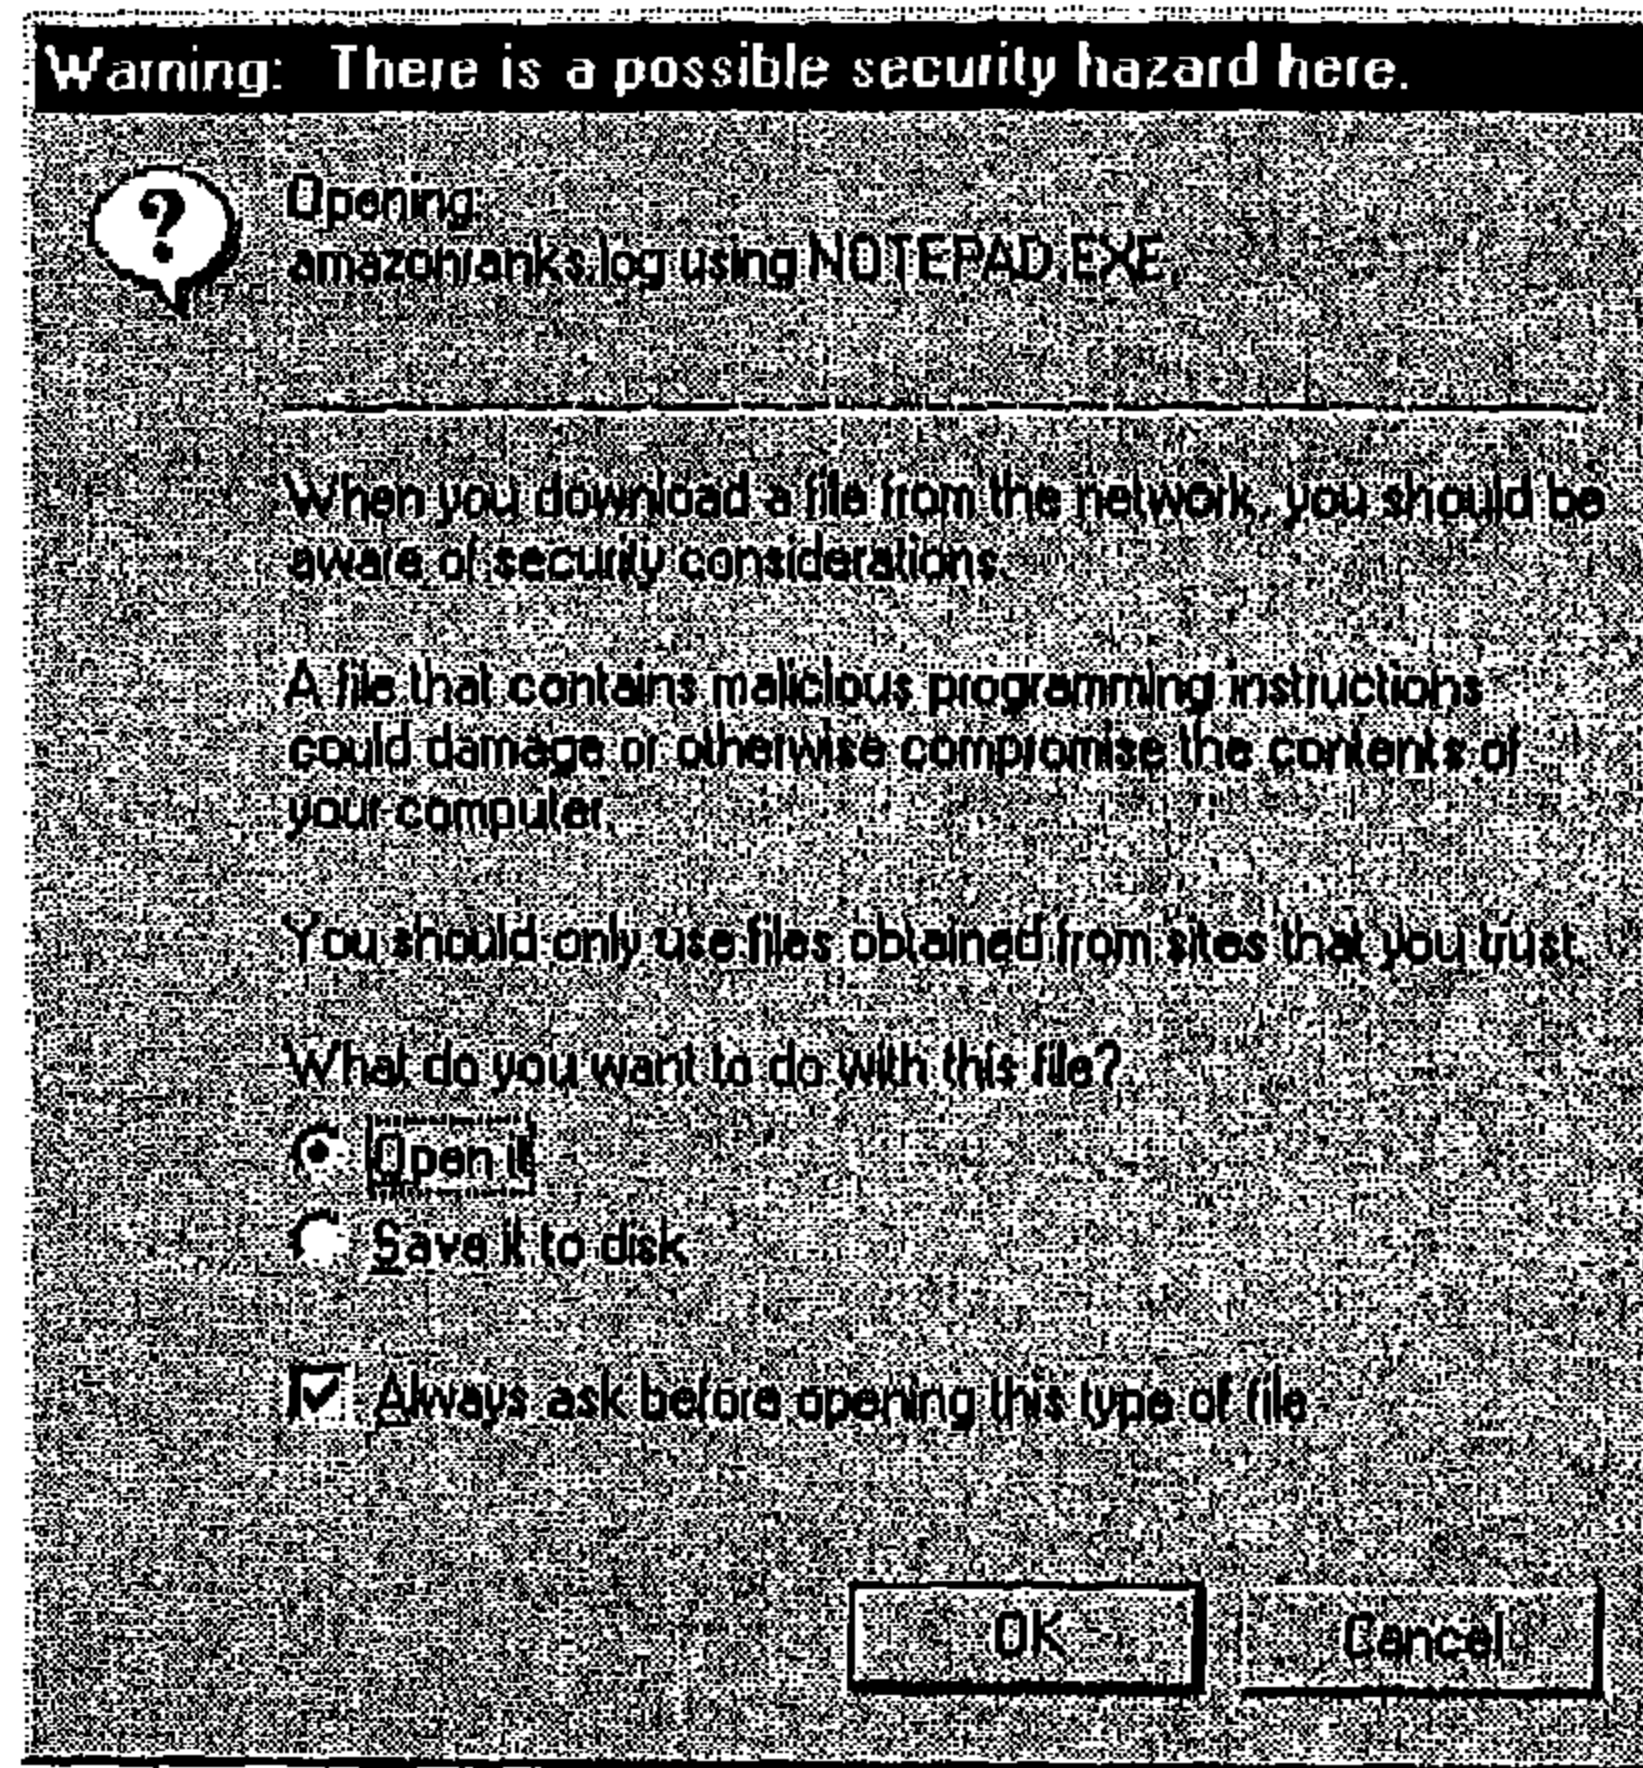 Warning: There is a possible security hazard here.
?
Opening:
amazonranks.log using NOTEPAD.EXE.
When you download a file from the network, you should be
aware of security considerations.
A file that contains malicious programming instructions
could damage or otherwise compromise the contents of
your computer.
You should only use files obtained from sites that you trust.
What do you want to do with this file?
Open it
Save it to disk
Always ask before opening this type of file
OK
Cancel